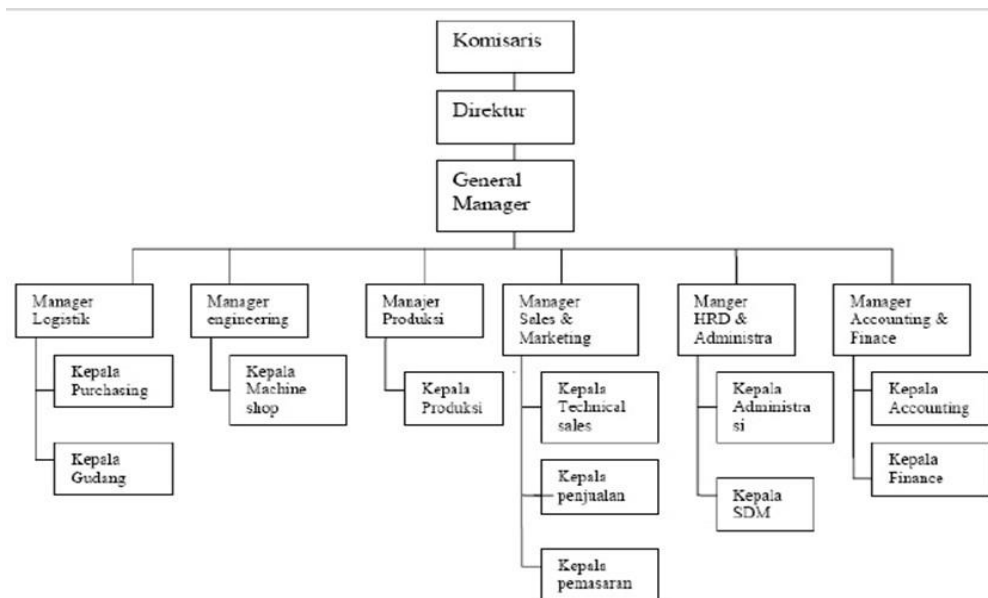 Komisaris
Direktur
General
Manager
Manager
Logistik
Manager
engineering
Manajer
Produksi
Manager
Sales &
Marketing
Manger
HRD &
Administra
Manager
Accounting &
Finace
Kepala
Purchasing
Kepala
Gudang
Kepala
Machine
shop
Kepala
Produksi
Kepala
Technical
sales
Kepala
penjualan
Kepala
pemasaran
Kepala
Administra
si
Kepala
SDM
Kepala
Accounting
Kepala
Finance